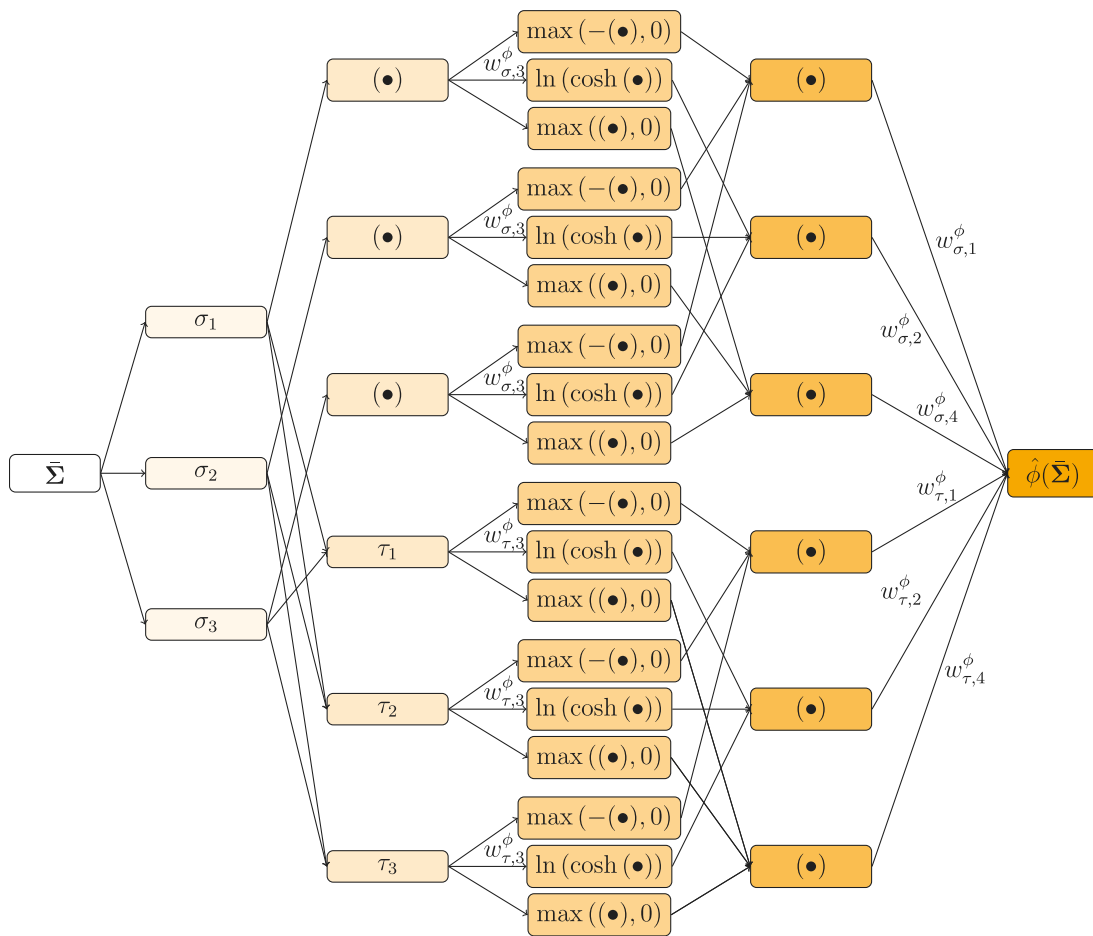 Σ̄
σ₁
σ₂
σ₃
(●)
(●)
(●)
τ₁
τ₂
τ₃
w^ϕ_{σ,3}
w^ϕ_{σ,3}
w^ϕ_{σ,3}
w^ϕ_{τ,3}
w^ϕ_{τ,3}
w^ϕ_{τ,3}
max (−(●), 0)
ln (cosh (●))
max ((●), 0)
max (−(●), 0)
ln (cosh (●))
max ((●), 0)
max (−(●), 0)
ln (cosh (●))
max ((●), 0)
max (−(●), 0)
ln (cosh (●))
max ((●), 0)
max (−(●), 0)
ln (cosh (●))
max ((●), 0)
max (−(●), 0)
ln (cosh (●))
max ((●), 0)
(●)
(●)
(●)
(●)
(●)
(●)
w^ϕ_{σ,1}
w^ϕ_{σ,2}
w^ϕ_{σ,4}
w^ϕ_{τ,1}
w^ϕ_{τ,2}
w^ϕ_{τ,4}
ϕ̂(Σ̄)